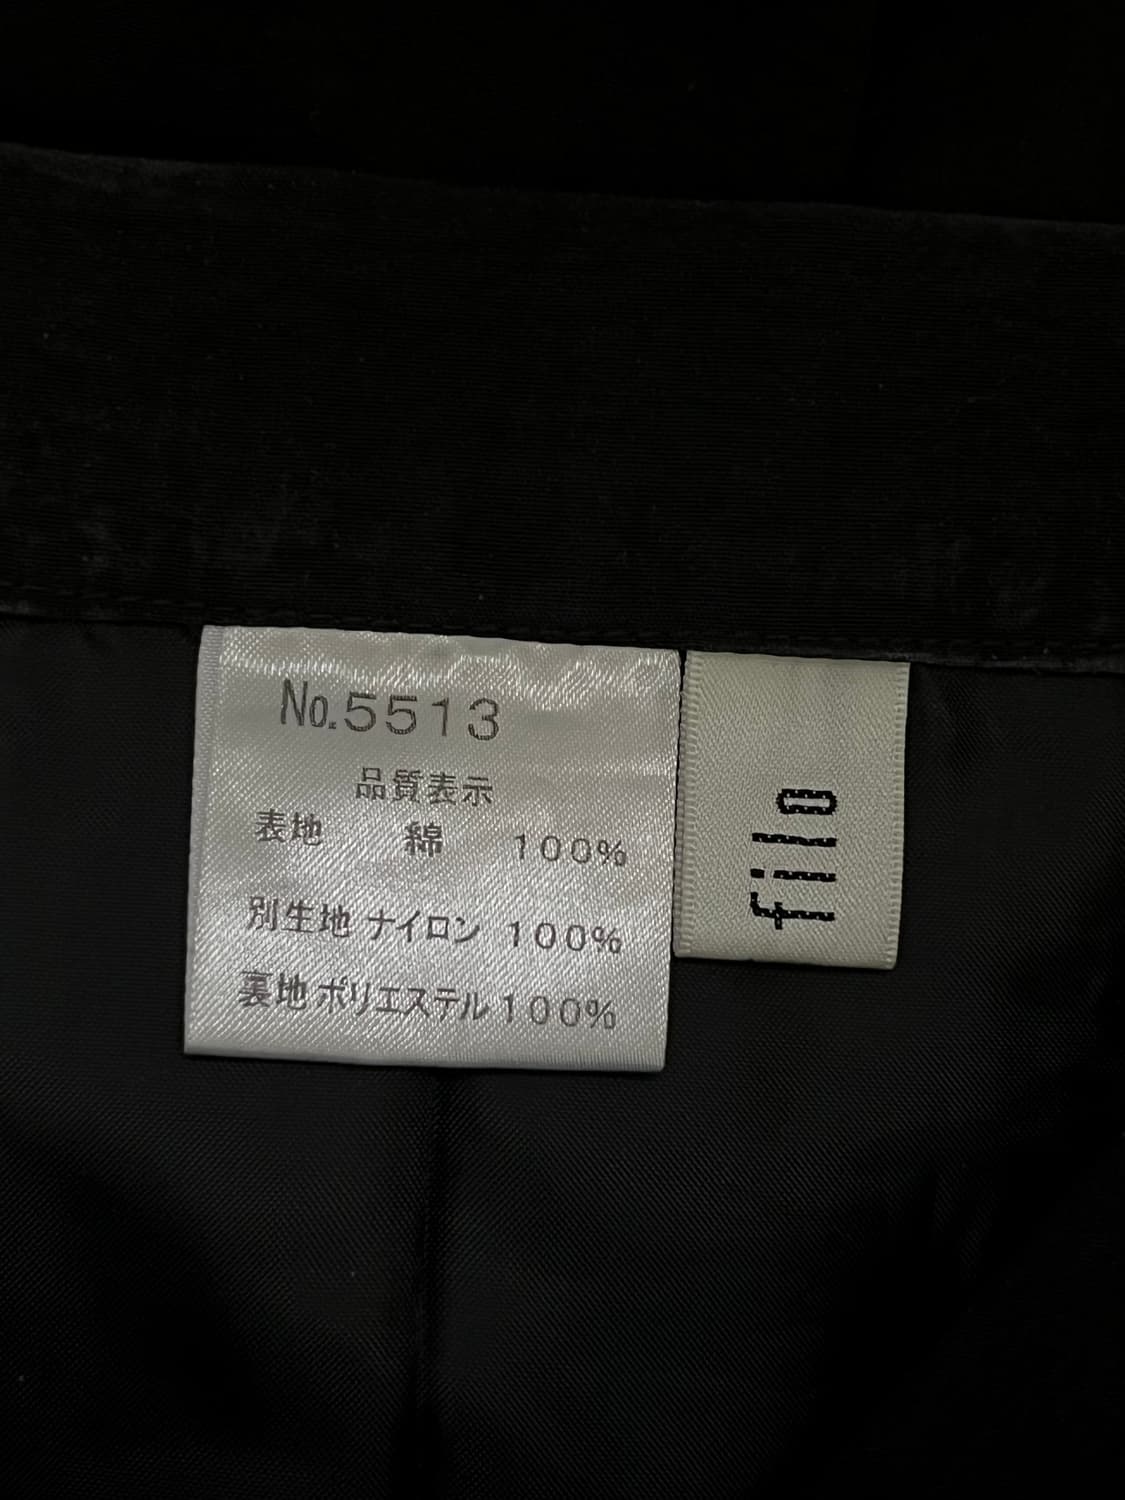 No.5513
品質表示
表地 綿 100%
別生地 ナイロン 100%
裏地 ポリエステル 100%
filo